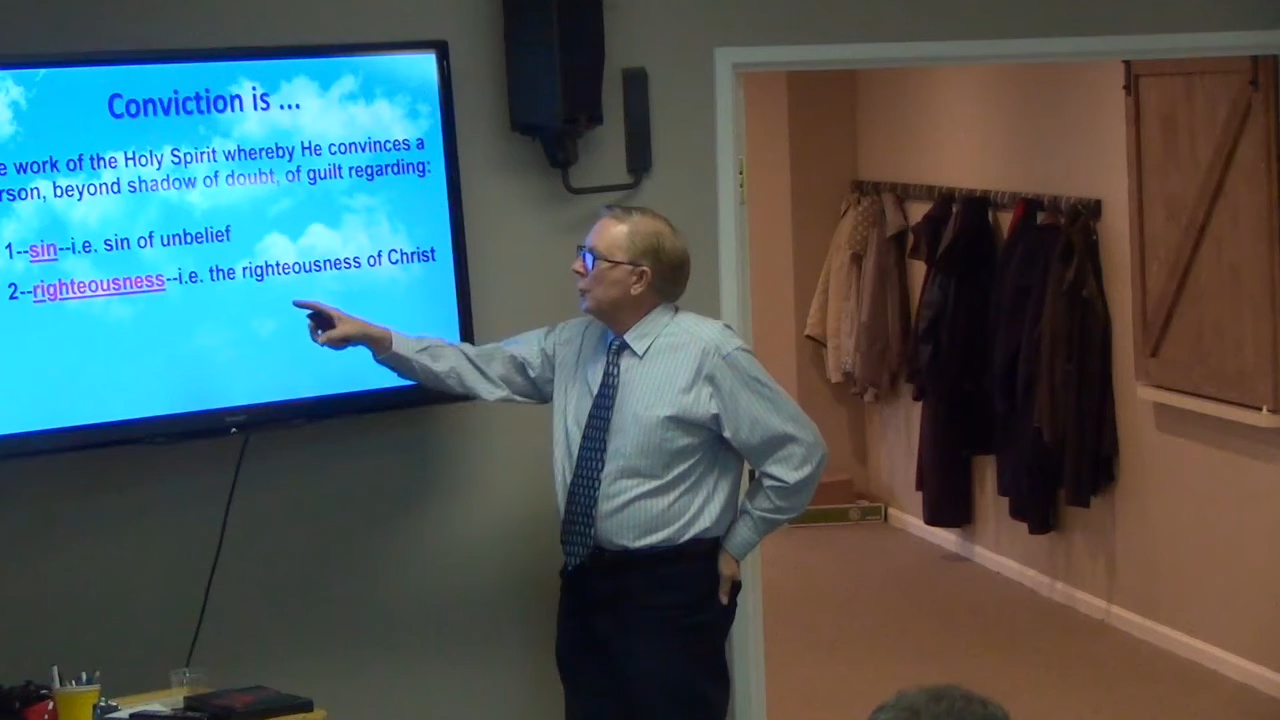 Conviction is ...
e work of the Holy Spirit whereby He convinces a
rson, beyond shadow of doubt, of guilt regarding:
1--sin--i.e. sin of unbelief
2--righteousness--i.e. the righteousness of Christ